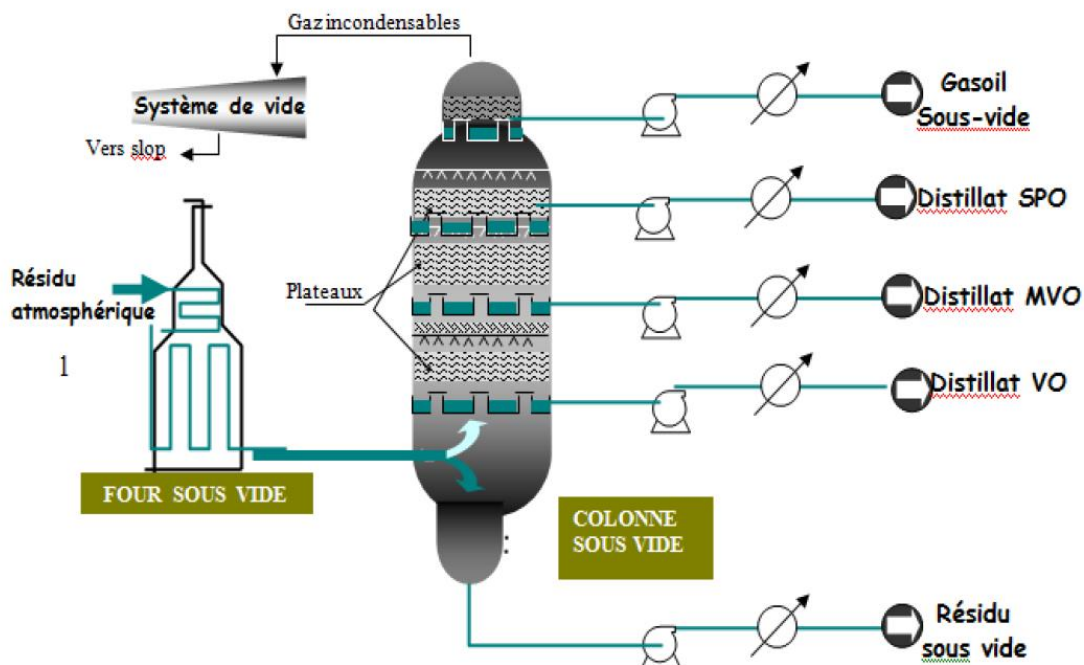 Gaz incondensables
Système de vide
Vers slop
Gasoil
Sous-vide
Distillat SPO
Résidu
atmosphérique
1
Plateaux
Distillat MVO
Distillat VO
FOUR SOUS VIDE
COLONNE
SOUS VIDE
:
Résidu
sous vide